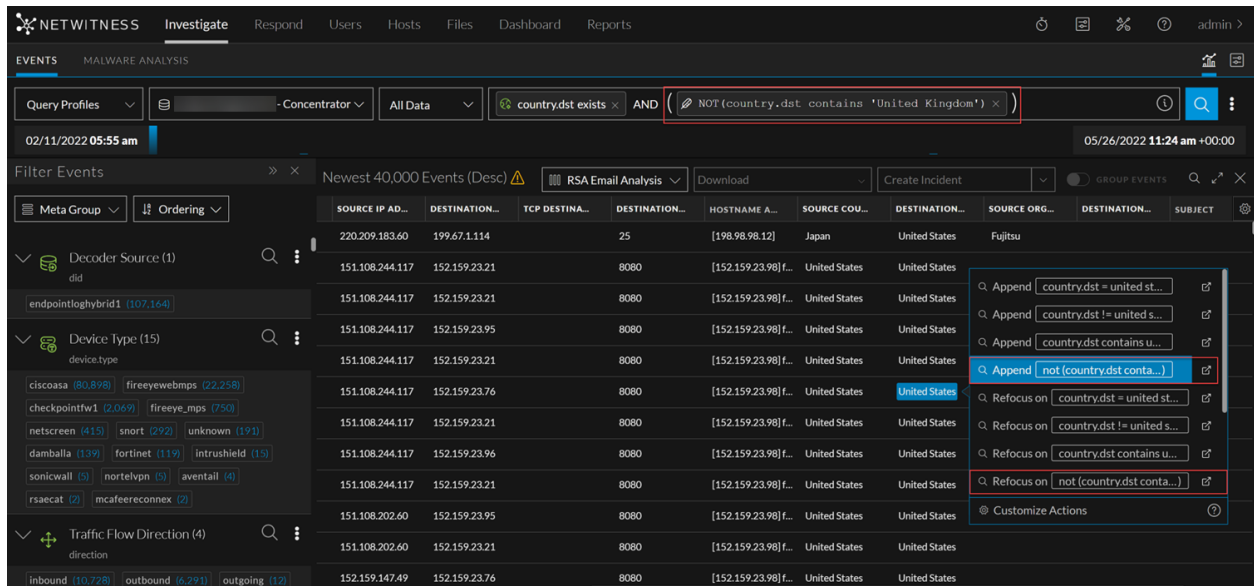 NETWITNESS Investigate Respond Users Hosts Files Dashboard Reports admin >
EVENTS MALWARE ANALYSIS
Query Profiles - Concentrator All Data country.dst exists × AND ( NOT(country.dst contains 'United Kingdom') × )
02/11/2022 05:55 am 05/26/2022 11:24 am +00:00
Filter Events » × Newest 40,000 Events (Desc) RSA Email Analysis Download Create Incident GROUP EVENTS
Meta Group Ordering
SOURCE IP AD... DESTINATION... TCP DESTINA... DESTINATION... HOSTNAME A... SOURCE COU... DESTINATION... SOURCE ORG... DESTINATION... SUBJECT
220.209.183.60 199.67.1.114 25 [198.98.98.12] Japan United States Fujitsu
151.108.244.117 152.159.23.21 8080 [152.159.23.98] f... United States United States
151.108.244.117 152.159.23.21 8080 [152.159.23.98] f... United States United States
151.108.244.117 152.159.23.95 8080 [152.159.23.98] f... United States United States
151.108.244.117 152.159.23.21 8080 [152.159.23.98] f... United States United States
151.108.244.117 152.159.23.76 8080 [152.159.23.98] f... United States United States
151.108.244.117 152.159.23.21 8080 [152.159.23.98] f... United States United States
151.108.244.117 152.159.23.96 8080 [152.159.23.98] f... United States United States
151.108.244.117 152.159.23.21 8080 [152.159.23.98] f... United States United States
151.108.202.60 152.159.23.95 8080 [152.159.23.98] f... United States United States
151.108.202.60 152.159.23.21 8080 [152.159.23.98] f... United States United States
152.159.147.49 152.159.23.76 8080 [152.159.23.98] f... United States United States
Decoder Source (1)
did
endpointloghybrid1 (107,164)
Device Type (15)
device.type
ciscoasa (80,898) fireeyewebmps (22,258)
checkpointfw1 (2,069) fireeye_mps (750)
netscreen (415) snort (292) unknown (191)
damballa (139) fortinet (119) intrushield (15)
sonicwall (5) nortelvpn (5) aventail (4)
rsaecat (2) mcafeereconnex (2)
Traffic Flow Direction (4)
direction
inbound (10,728) outbound (6,291) outgoing (12)
Append country.dst = united st...
Append country.dst != united s...
Append country.dst contains u...
Append not (country.dst conta...)
Refocus on country.dst = united st...
Refocus on country.dst != united s...
Refocus on country.dst contains u...
Refocus on not (country.dst conta...)
Customize Actions